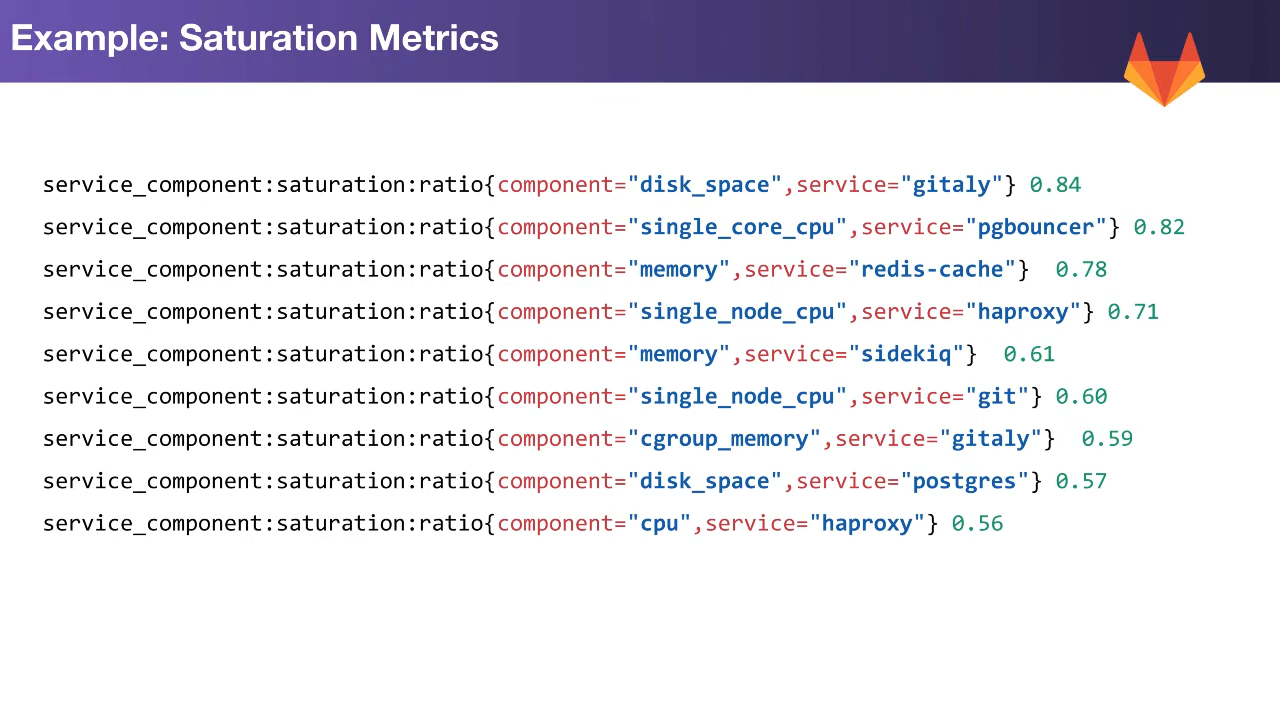 Example: Saturation Metrics
service_component:saturation:ratio{component="disk_space",service="gitaly"} 0.84
service_component:saturation:ratio{component="single_core_cpu",service="pgbouncer"} 0.82
service_component:saturation:ratio{component="memory",service="redis-cache"}  0.78
service_component:saturation:ratio{component="single_node_cpu",service="haproxy"} 0.71
service_component:saturation:ratio{component="memory",service="sidekiq"}  0.61
service_component:saturation:ratio{component="single_node_cpu",service="git"} 0.60
service_component:saturation:ratio{component="cgroup_memory",service="gitaly"}  0.59
service_component:saturation:ratio{component="disk_space",service="postgres"} 0.57
service_component:saturation:ratio{component="cpu",service="haproxy"} 0.56